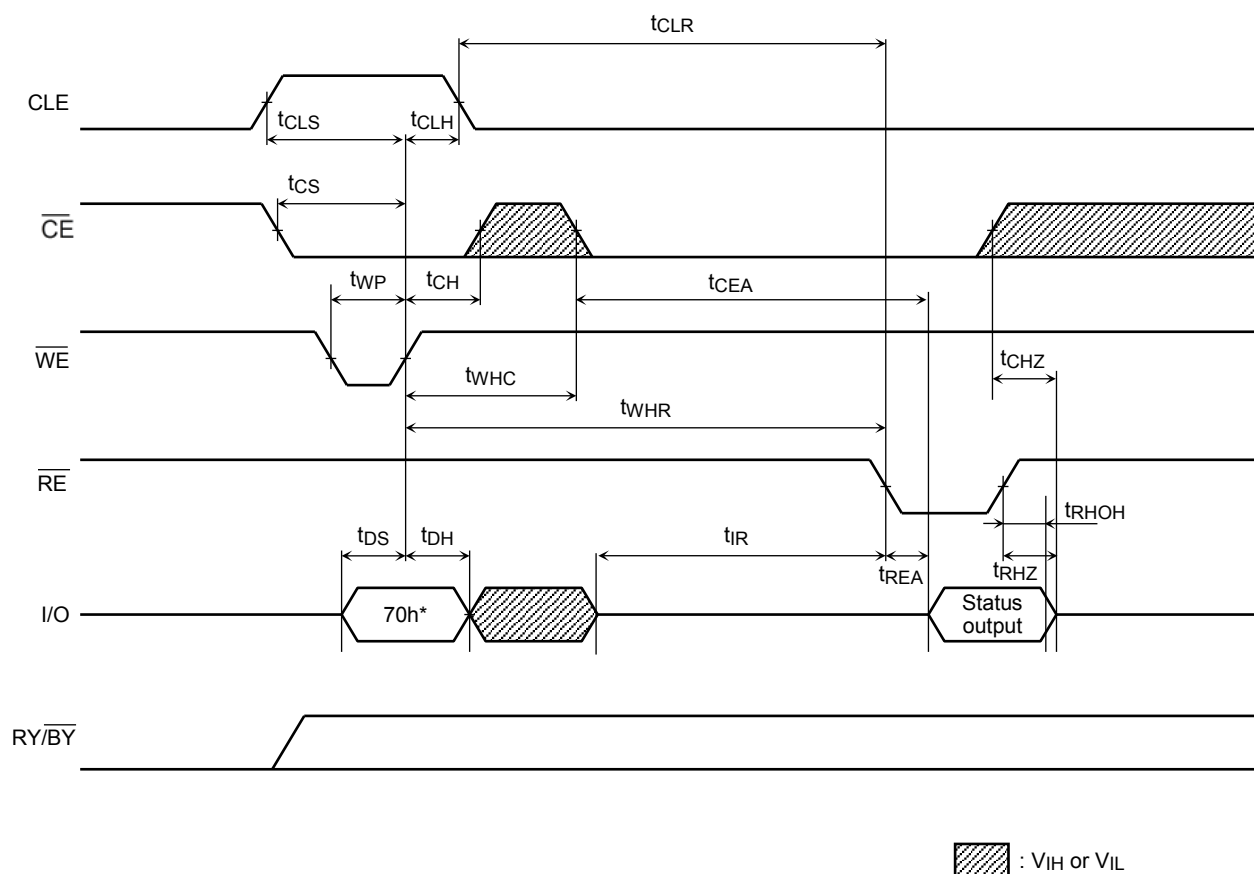 tCLR
CLE
tCLS
tCLH
tCS
CE
tWP
tCH
tCEA
WE
tCHZ
tWHC
tWHR
RE
tRHOH
tDS
tDH
tIR
tREA
tRHZ
I/O
70h*
Status
output
RY/BY
: VIH or VIL